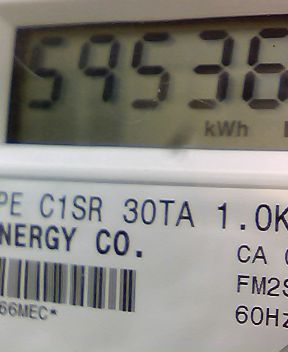 59536
kWh
PE C1SR 30TA 1.0K
NERGY CO.
CA
FM2S
66MEC*
60Hz